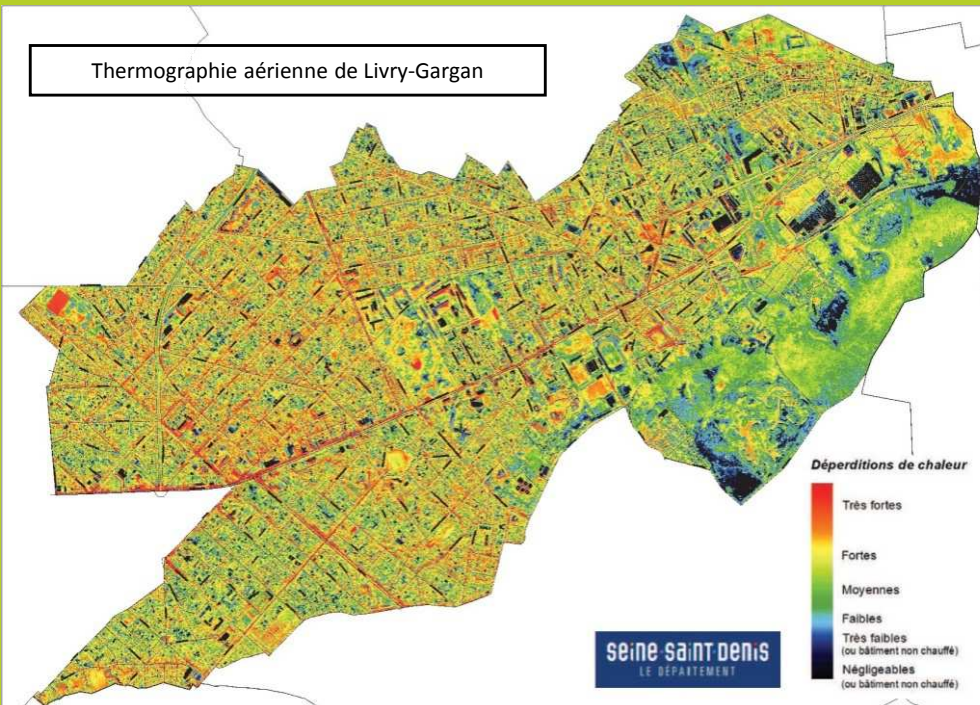 Thermographie aérienne de Livry-Gargan
Déperditions de chaleur
Très fortes
Fortes
Moyennes
Faibles
Très faibles
(ou bâtiment non chauffé)
Négligeables
(ou bâtiment non chauffé)
seine-saint-denis
LE DÉPARTEMENT